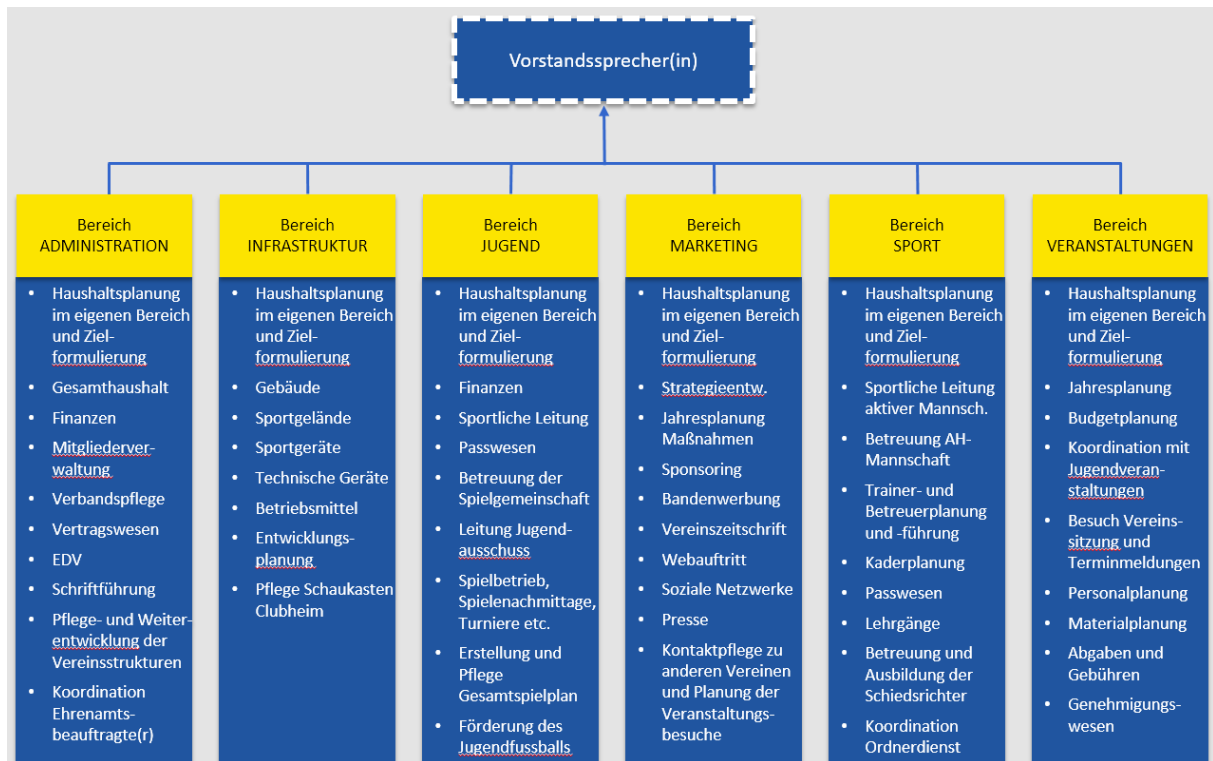 Vorstandssprecher(in)
Bereich
ADMINISTRATION
• Haushaltsplanung
im eigenen Bereich
und Ziel-
formulierung
• Gesamthaushalt
• Finanzen
• Mitgliederver-
waltung
• Verbandspflege
• Vertragswesen
• EDV
• Schriftführung
• Pflege- und Weiter-
entwicklung der
Vereinsstrukturen
• Koordination
Ehrenamts-
beauftragte(r)
Bereich
INFRASTRUKTUR
• Haushaltsplanung
im eigenen Bereich
und Ziel-
formulierung
• Gebäude
• Sportgelände
• Sportgeräte
• Technische Geräte
• Betriebsmittel
• Entwicklungs-
planung
• Pflege Schaukasten
Clubheim
Bereich
JUGEND
• Haushaltsplanung
im eigenen Bereich
und Ziel-
formulierung
• Finanzen
• Sportliche Leitung
• Passwesen
• Betreuung der
Spielgemeinschaft
• Leitung Jugend-
ausschuss
• Spielbetrieb,
Spielenachmittage,
Turniere etc.
• Erstellung und
Pflege
Gesamtspielplan
• Förderung des
Jugendfussballs
Bereich
MARKETING
• Haushaltsplanung
im eigenen Bereich
und Ziel-
formulierung
• Strategieentw.
• Jahresplanung
Maßnahmen
• Sponsoring
• Bandenwerbung
• Vereinszeitschrift
• Webauftritt
• Soziale Netzwerke
• Presse
• Kontaktpflege zu
anderen Vereinen
und Planung der
Veranstaltungs-
besuche
Bereich
SPORT
• Haushaltsplanung
im eigenen Bereich
und Ziel-
formulierung
• Sportliche Leitung
aktiver Mannsch.
• Betreuung AH-
Mannschaft
• Trainer- und
Betreuerplanung
und -führung
• Kaderplanung
• Passwesen
• Lehrgänge
• Betreuung und
Ausbildung der
Schiedsrichter
• Koordination
Ordnerdienst
Bereich
VERANSTALTUNGEN
• Haushaltsplanung
im eigenen Bereich
und Ziel-
formulierung
• Jahresplanung
• Budgetplanung
• Koordination mit
Jugendveran-
staltungen
• Besuch Vereins-
sitzung und
Terminmeldungen
• Personalplanung
• Materialplanung
• Abgaben und
Gebühren
• Genehmigungs-
wesen